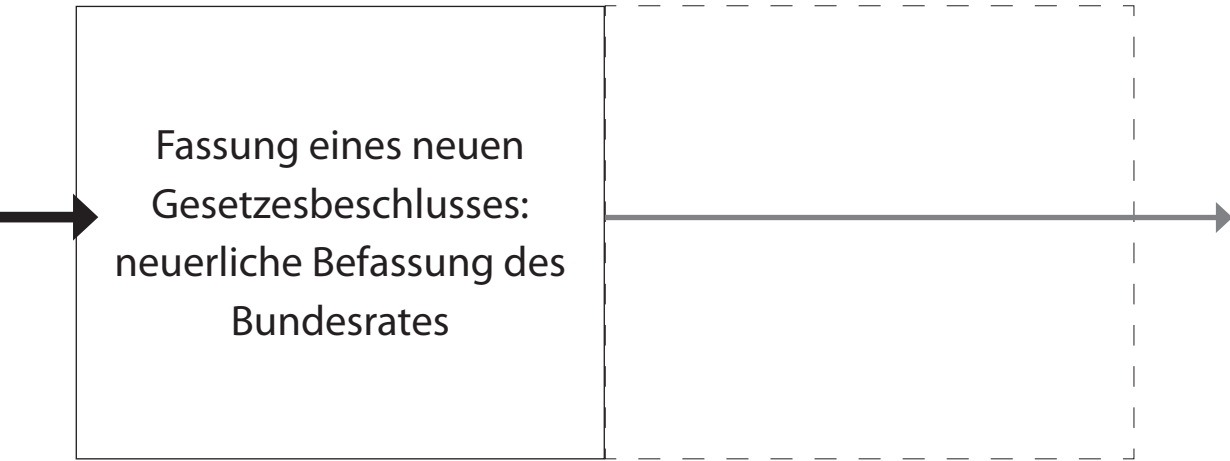 Fassung eines neuen
Gesetzesbeschlusses:
neuerliche Befassung des
Bundesrates